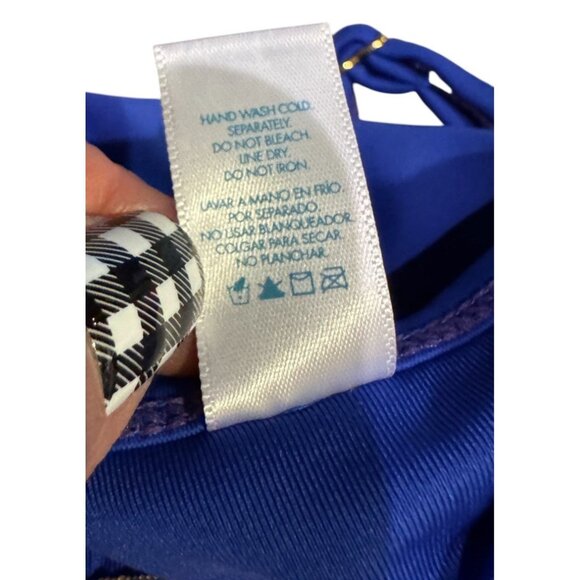 HAND WASH COLD.
SEPARATELY.
DO NOT BLEACH.
LINE DRY.
DO NOT IRON.
LAVAR A MANO EN FRÍO
POR SEPARADO.
NO USAR BLANQUEADOR.
COLGAR PARA SECAR.
NO PLANCHAR.